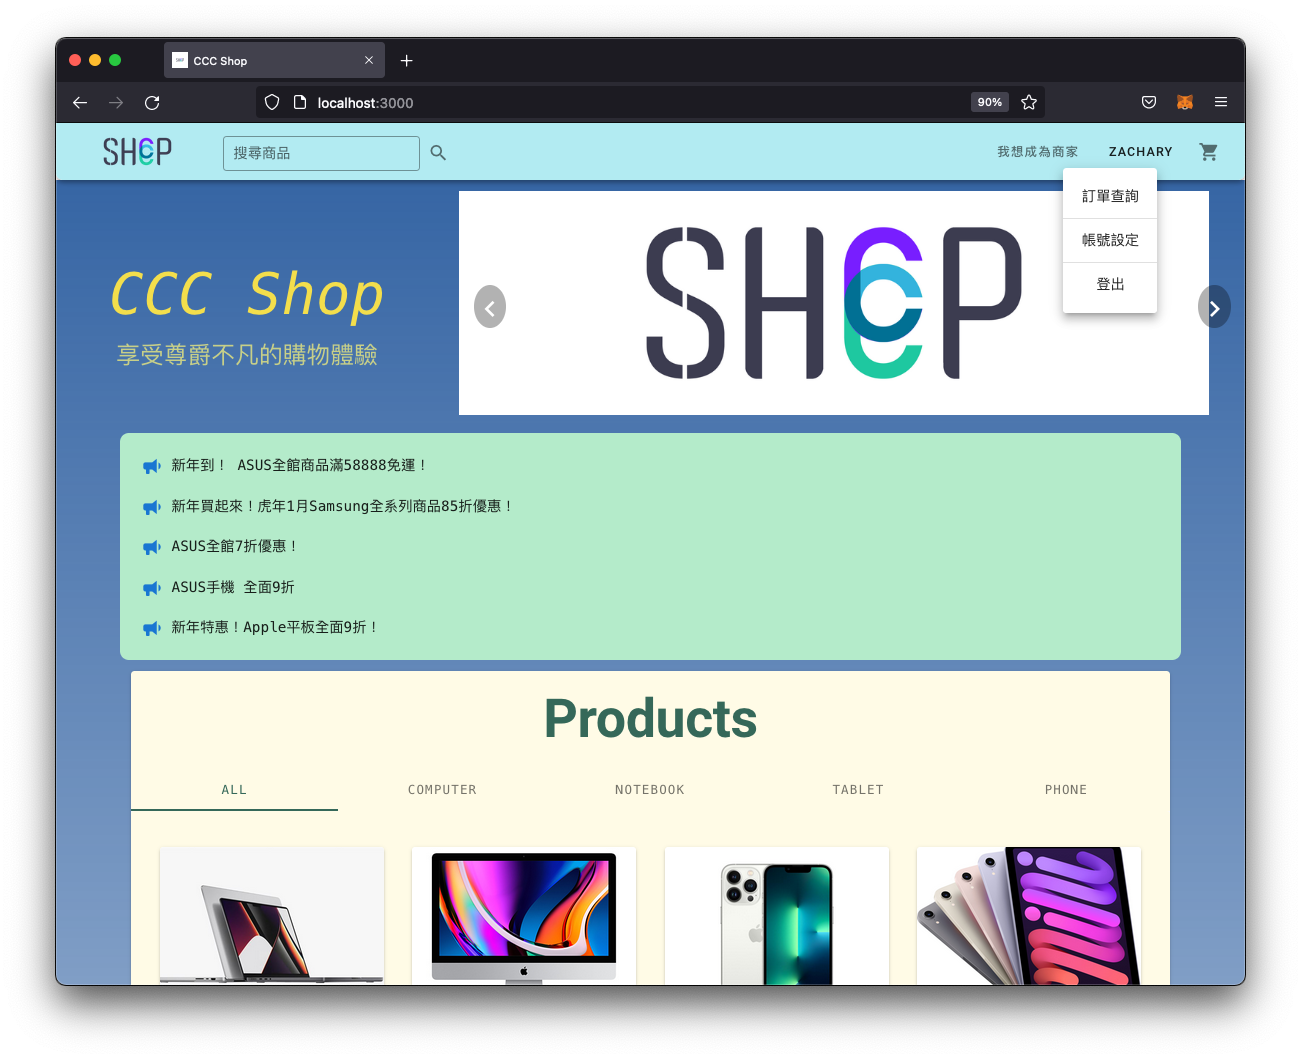 CCC Shop
localhost:3000
90%
SHCP
搜尋商品
我想成為商家
ZACHARY
訂單查詢
帳號設定
登出
CCC Shop
享受尊爵不凡的購物體驗
SHCP
新年到！ ASUS全館商品滿58888免運！
新年買起來！虎年1月Samsung全系列商品85折優惠！
ASUS全館7折優惠！
ASUS手機 全面9折
新年特惠！Apple平板全面9折！
Products
ALL
COMPUTER
NOTEBOOK
TABLET
PHONE